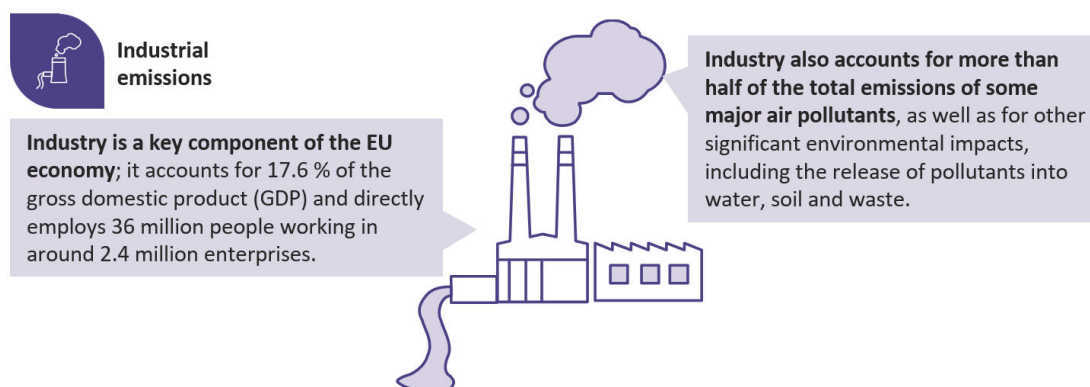 Industrial
emissions
Industry is a key component of the EU
economy; it accounts for 17.6 % of the
gross domestic product (GDP) and directly
employs 36 million people working in
around 2.4 million enterprises.
Industry also accounts for more than
half of the total emissions of some
major air pollutants, as well as for other
significant environmental impacts,
including the release of pollutants into
water, soil and waste.